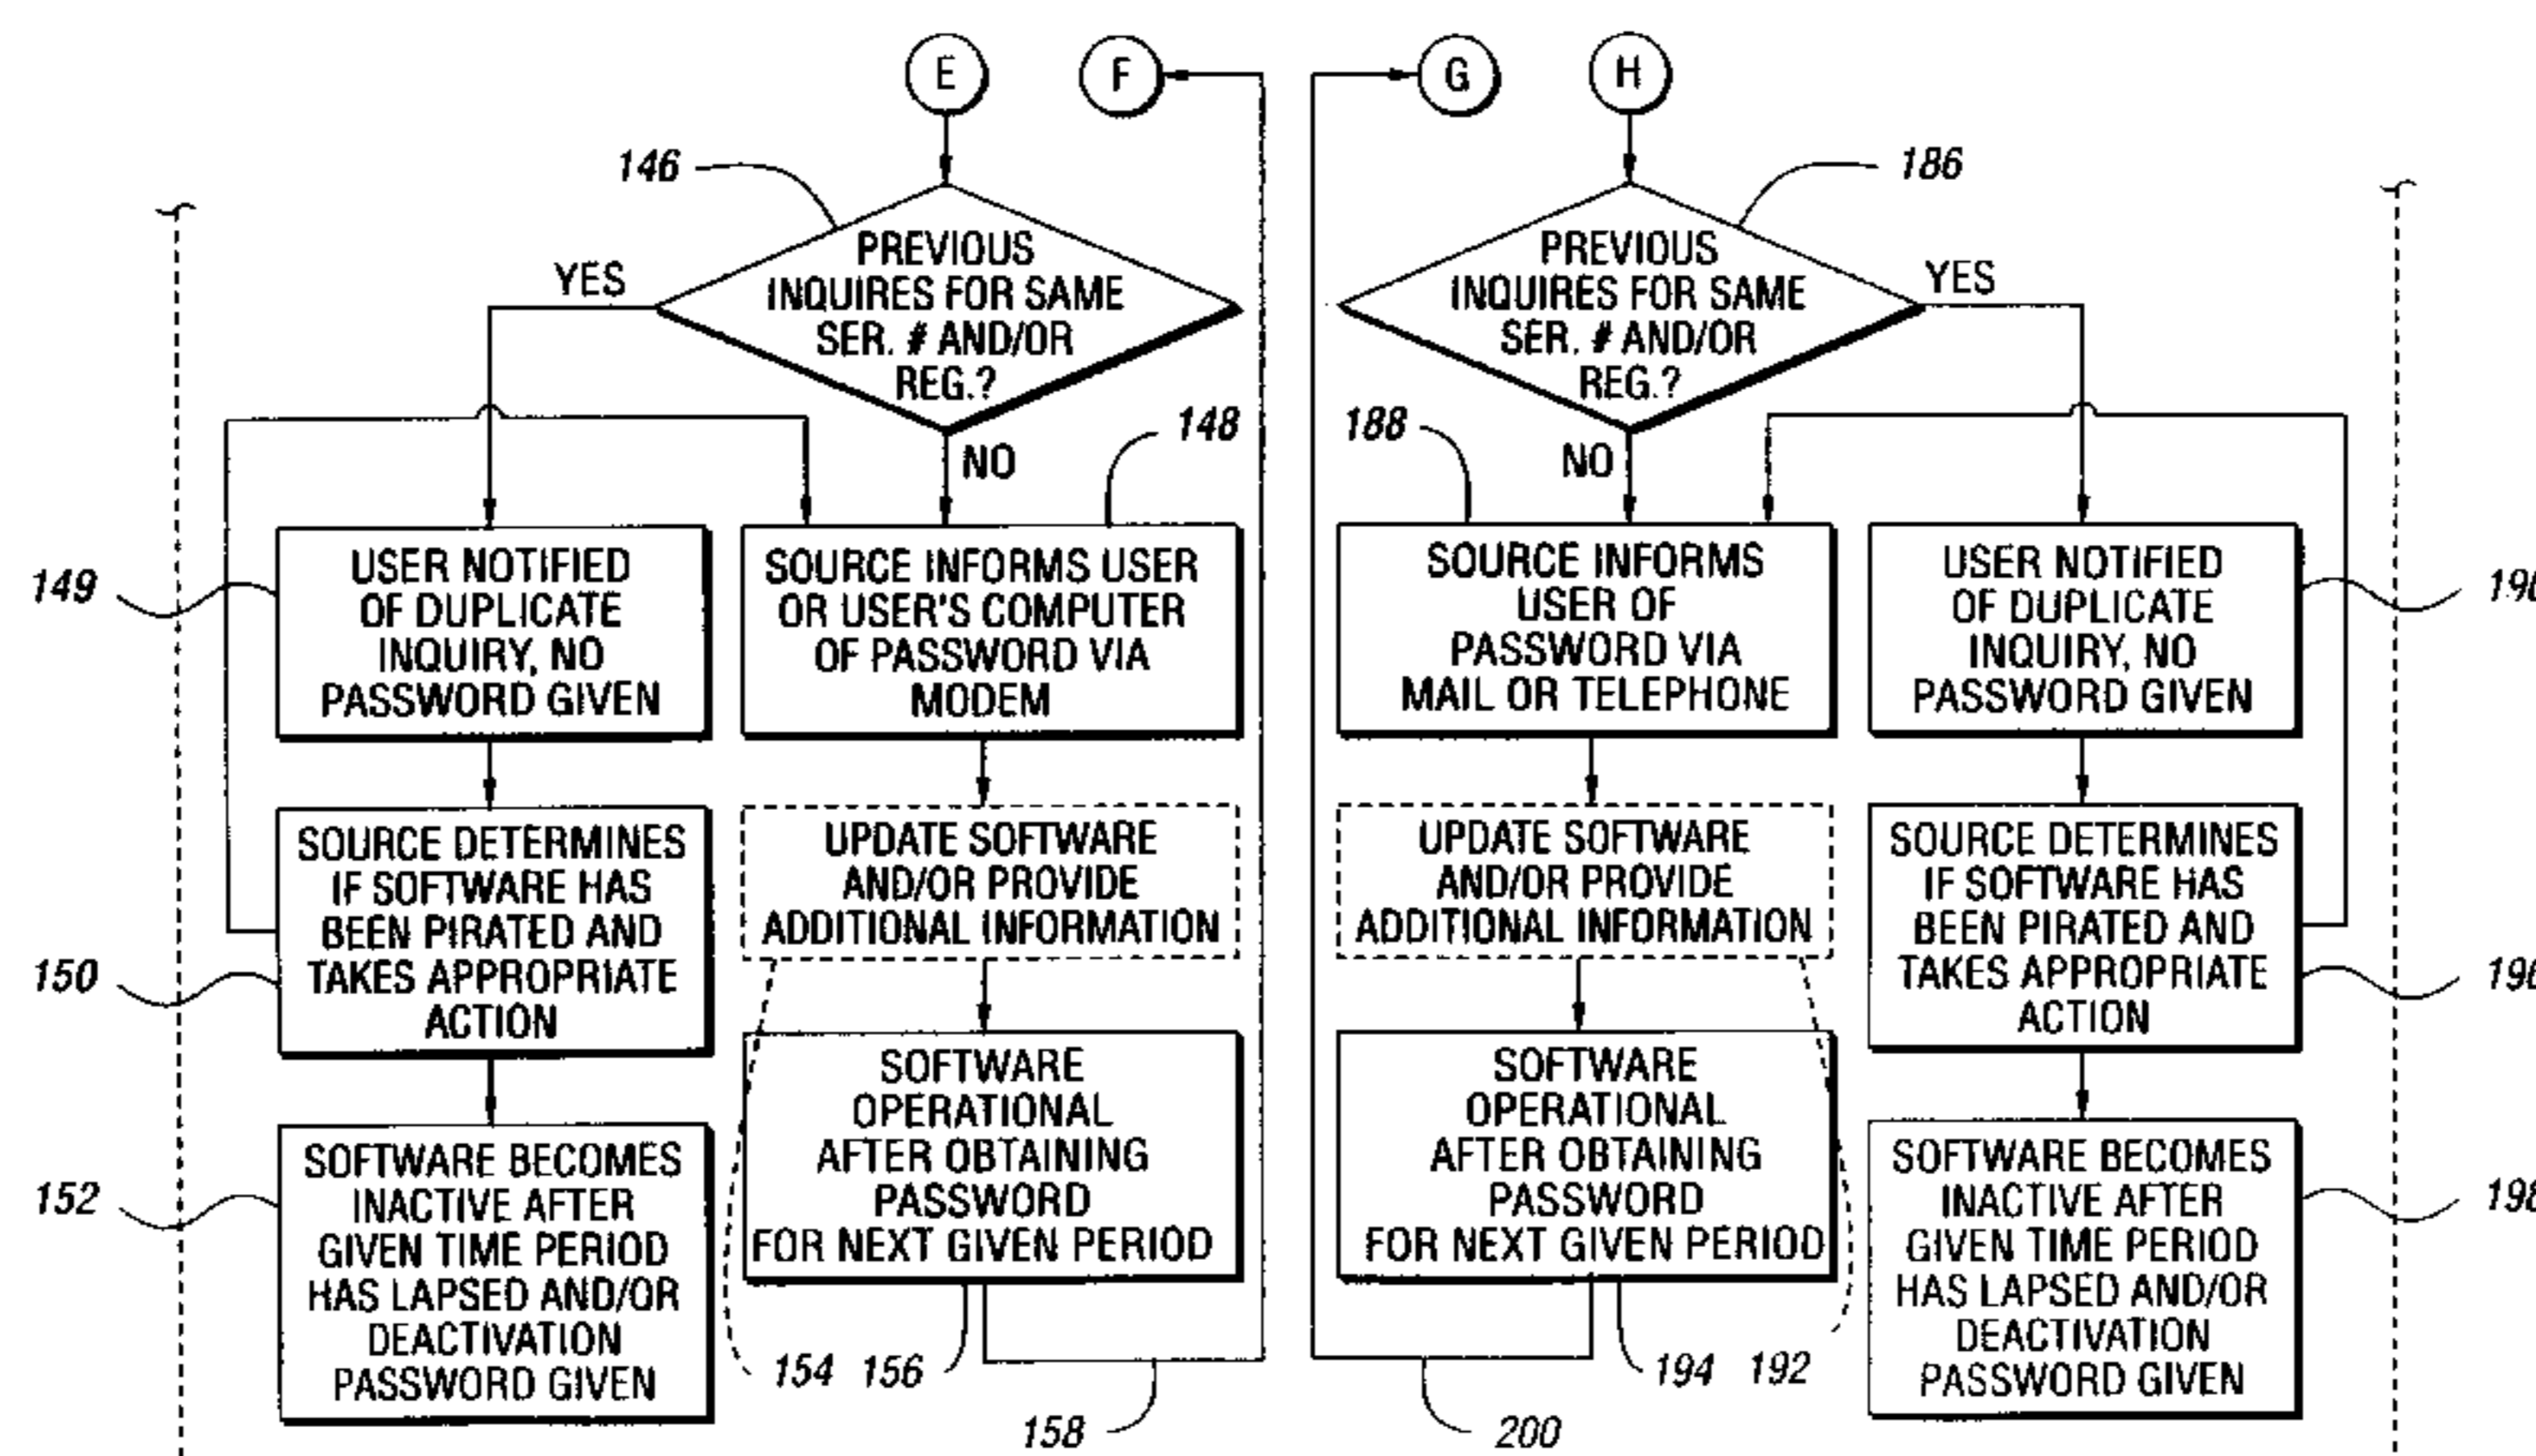 E
F
G
H
146
186
PREVIOUS
INQUIRES FOR SAME
SER. # AND/OR
REG.?
YES
NO
PREVIOUS
INQUIRES FOR SAME
SER. # AND/OR
REG.?
YES
NO
148
188
149
USER NOTIFIED
OF DUPLICATE
INQUIRY, NO
PASSWORD GIVEN
SOURCE INFORMS USER
OR USER'S COMPUTER
OF PASSWORD VIA
MODEM
SOURCE INFORMS
USER OF
PASSWORD VIA
MAIL OR TELEPHONE
USER NOTIFIED
OF DUPLICATE
INQUIRY, NO
PASSWORD GIVEN
150
SOURCE DETERMINES
IF SOFTWARE HAS
BEEN PIRATED AND
TAKES APPROPRIATE
ACTION
UPDATE SOFTWARE
AND/OR PROVIDE
ADDITIONAL INFORMATION
UPDATE SOFTWARE
AND/OR PROVIDE
ADDITIONAL INFORMATION
SOURCE DETERMINES
IF SOFTWARE HAS
BEEN PIRATED AND
TAKES APPROPRIATE
ACTION
152
SOFTWARE BECOMES
INACTIVE AFTER
GIVEN TIME PERIOD
HAS LAPSED AND/OR
DEACTIVATION
PASSWORD GIVEN
SOFTWARE
OPERATIONAL
AFTER OBTAINING
PASSWORD
FOR NEXT GIVEN PERIOD
SOFTWARE
OPERATIONAL
AFTER OBTAINING
PASSWORD
FOR NEXT GIVEN PERIOD
SOFTWARE BECOMES
INACTIVE AFTER
GIVEN TIME PERIOD
HAS LAPSED AND/OR
DEACTIVATION
PASSWORD GIVEN
198
154
156
194
192
158
200